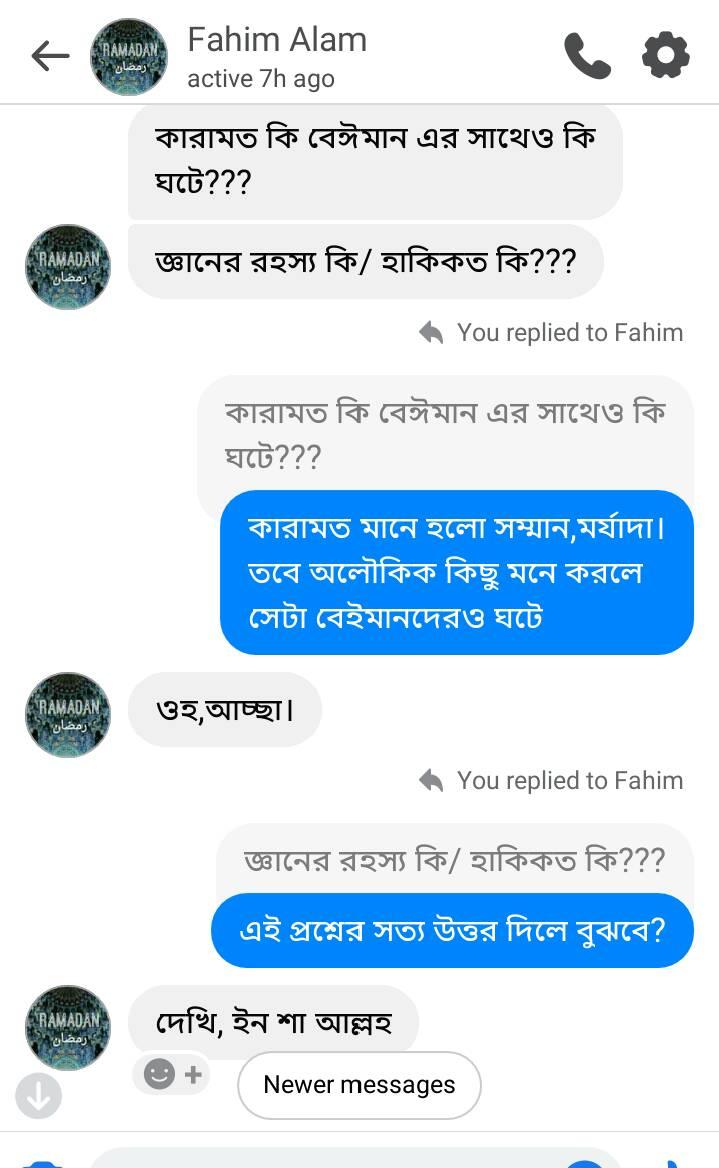 Fahim Alam
active 7h ago
RAMADAN
رمضان
কারামত কি বেঈমান এর সাথেও কি
ঘটে???
জ্ঞানের রহস্য কি/ হাকিকত কি???
RAMADAN
رمضان
You replied to Fahim
কারামত কি বেঈমান এর সাথেও কি
ঘটে???
কারামত মানে হলো সম্মান,মর্যাদা।
তবে অলৌকিক কিছু মনে করলে
সেটা বেইমানদেরও ঘটে
ওহ,আচ্ছা।
RAMADAN
رمضان
You replied to Fahim
জ্ঞানের রহস্য কি/ হাকিকত কি???
এই প্রশ্নের সত্য উত্তর দিলে বুঝবে?
দেখি, ইন শা আল্লহ
RAMADAN
رمضان
Newer messages